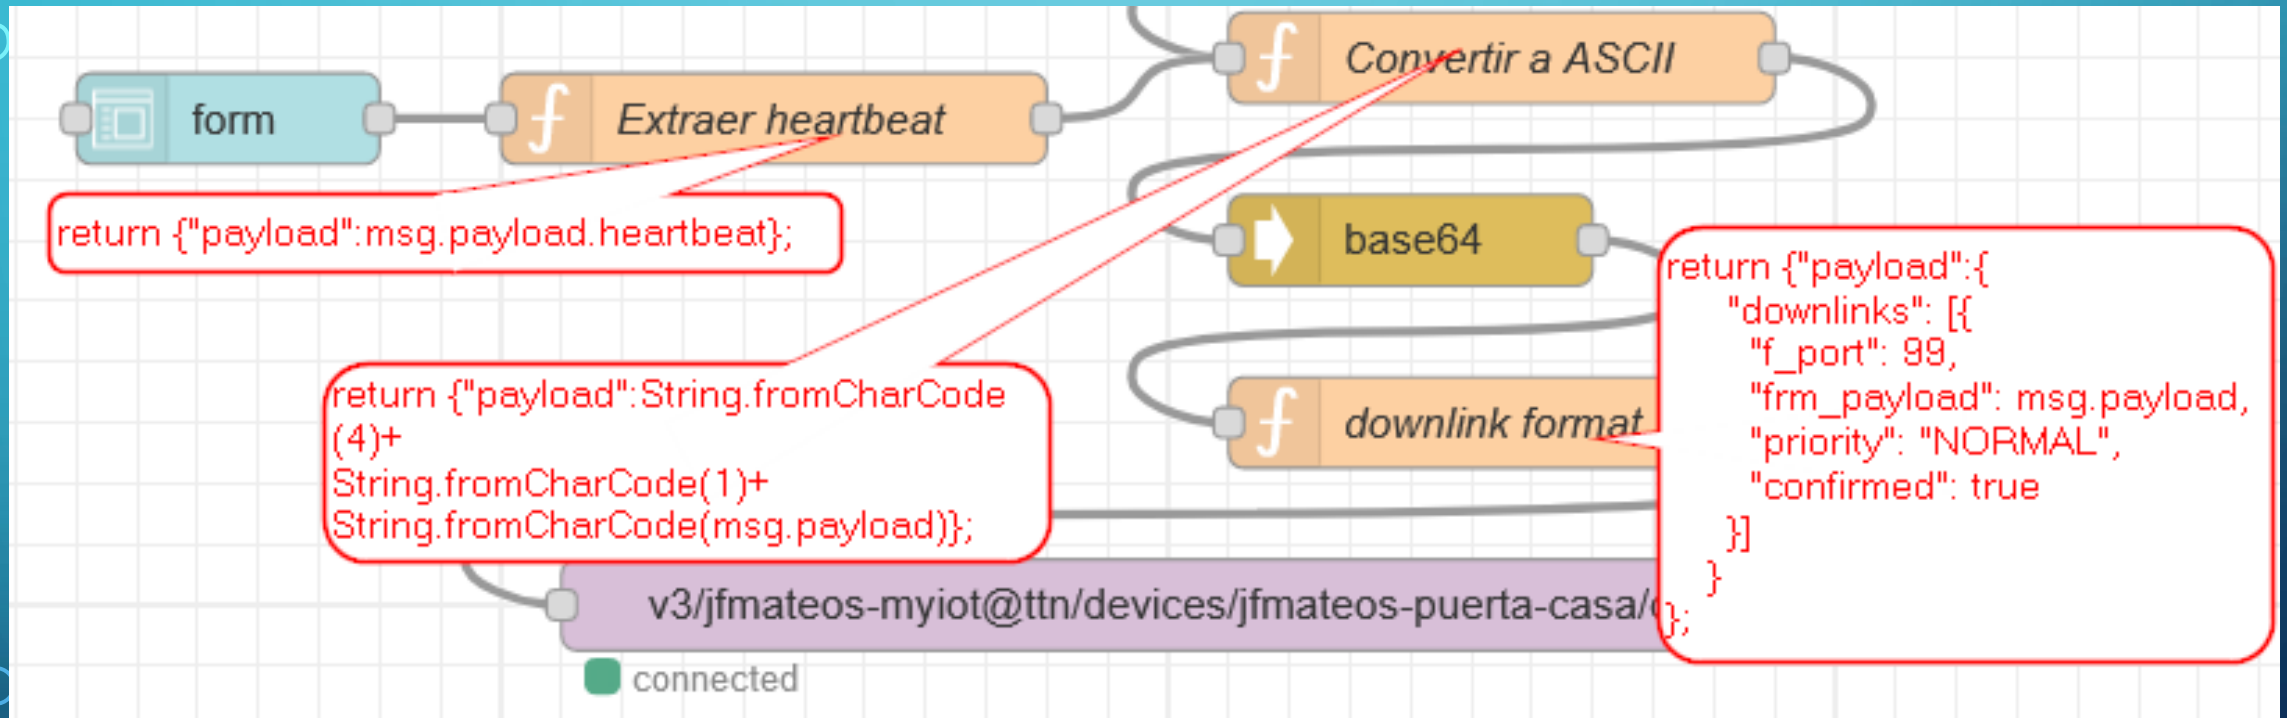 Convertir a ASCII
form
Extraer heartbeat
return {"payload":msg.payload.heartbeat};
base64
return {"payload":{
"downlinks": [{
"f_port": 99,
"frm_payload": msg.payload,
"priority": "NORMAL",
"confirmed": true
}]
}
};
return {"payload":String.fromCharCode
(4)+
String.fromCharCode(1)+
String.fromCharCode(msg.payload)};
downlink format
v3/jfmateos-myiot@ttn/devices/jfmateos-puerta-casa/
connected